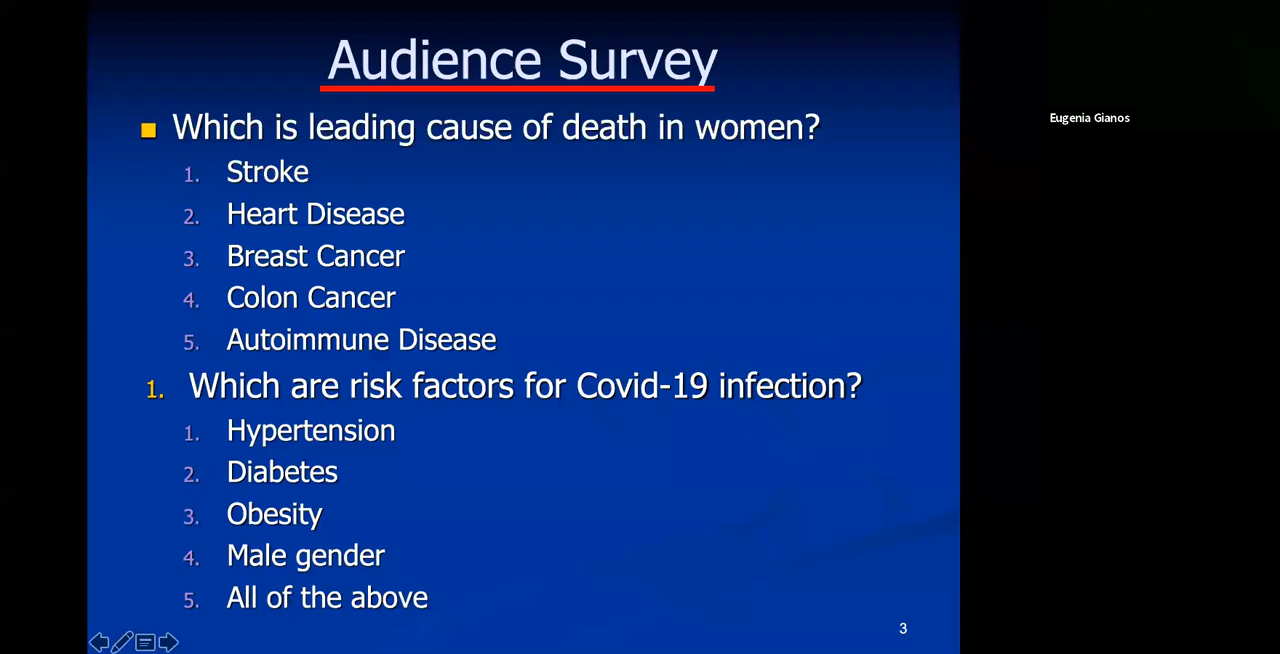 Audience Survey
Which is leading cause of death in women?
1. Stroke
2. Heart Disease
3. Breast Cancer
4. Colon Cancer
5. Autoimmune Disease
1. Which are risk factors for Covid-19 infection?
1. Hypertension
2. Diabetes
3. Obesity
4. Male gender
5. All of the above
3
Eugenia Gianos